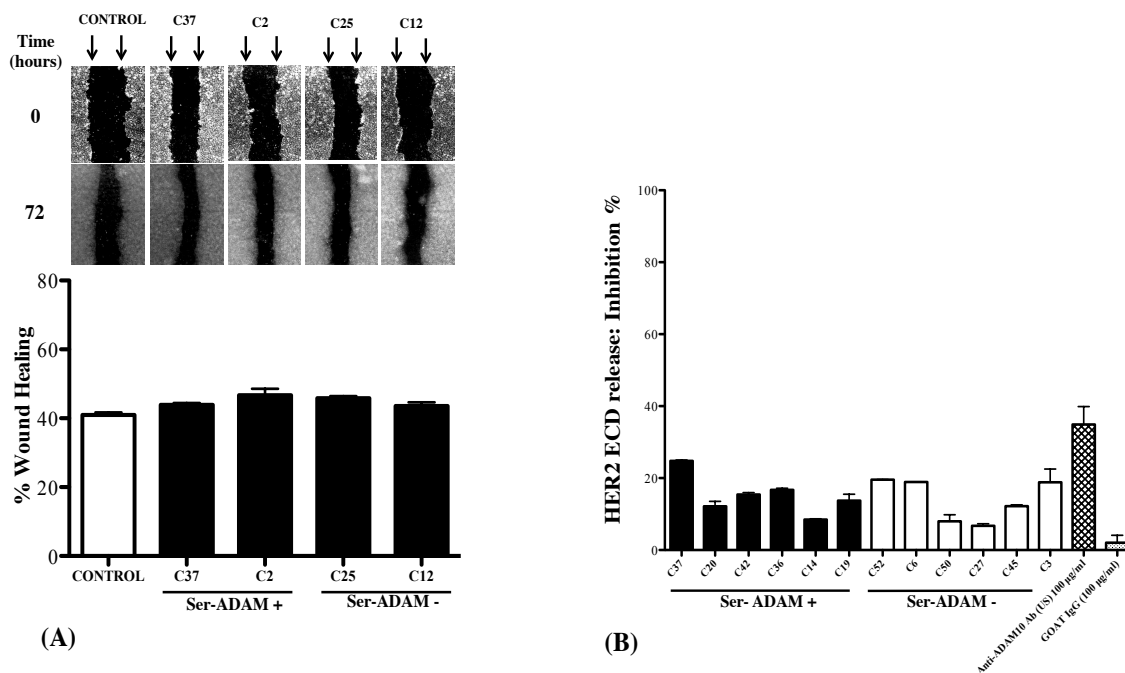 CONTROL C37 C2 C25 C12
Time
(hours)
0
72
80
60
40
20
0
% Wound Healing
CONTROL C37 C2 C25 C12
Ser-ADAM + Ser-ADAM -
(A)
HER2 ECD release: Inhibition %
100
80
60
40
20
0
C37 C20 C42 C36 C14 C19 C52 C6 C50 C27 C45 C3 Anti-ADAM10 Ab (US) 100 µg/ml GOAT IgG (100 µg/ml)
Ser- ADAM + Ser-ADAM -
(B)